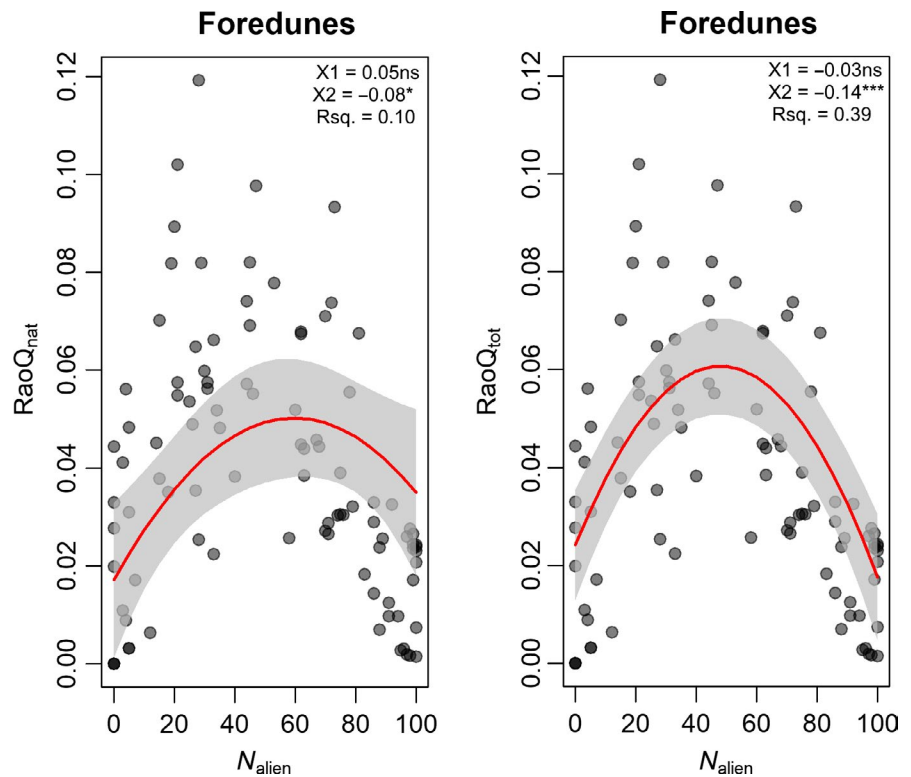 Foredunes
X1 = 0.05ns
X2 = −0.08*
Rsq. = 0.10
0.12
0.10
0.08
0.06
0.04
0.02
0.00
RaoQnat
0 20 40 60 80 100
Nalien
Foredunes
X1 = −0.03ns
X2 = −0.14***
Rsq. = 0.39
0.12
0.10
0.08
0.06
0.04
0.02
0.00
RaoQtot
0 20 40 60 80 100
Nalien